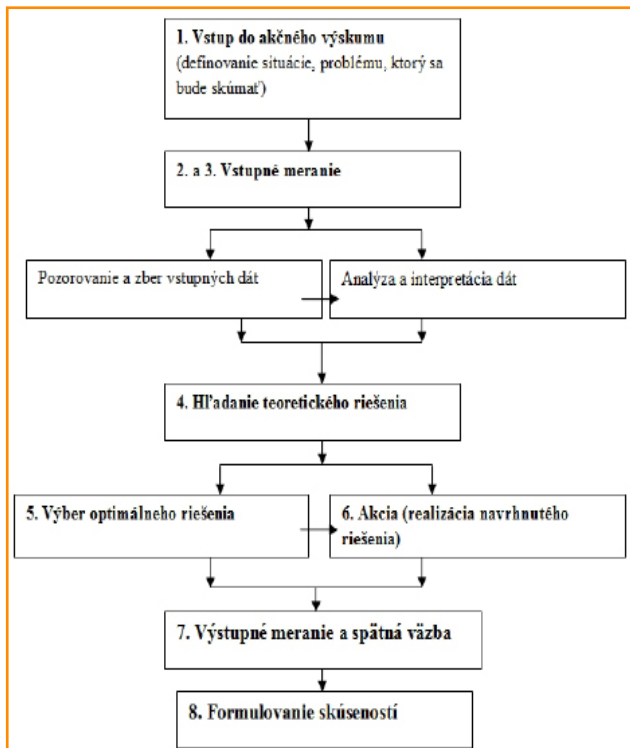 1. Vstup do akčného výskumu
(definovanie situácie, problému, ktorý sa
bude skúmať)
2. a 3. Vstupné meranie
Pozorovanie a zber vstupných dát
Analýza a interpretácia dát
4. Hľadanie teoretického riešenia
5. Výber optimálneho riešenia
6. Akcia (realizácia navrhnutého
riešenia)
7. Výstupné meranie a spätná väzba
8. Formulovanie skúseností